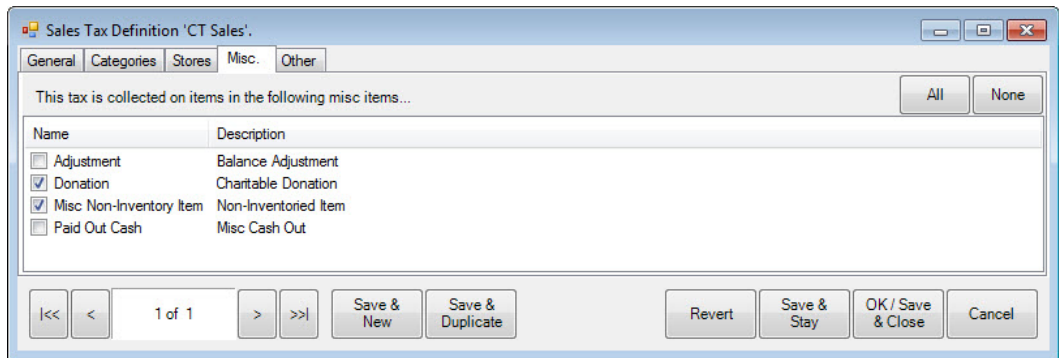 Sales Tax Definition 'CT Sales'.
General Categories Stores Misc. Other
This tax is collected on items in the following misc items...
All None
Name Description
Adjustment Balance Adjustment
Donation Charitable Donation
Misc Non-Inventory Item Non-Inventoried Item
Paid Out Cash Misc Cash Out
|<< < 1 of 1 > >>| Save & New Save & Duplicate Revert Save & Stay OK / Save & Close Cancel